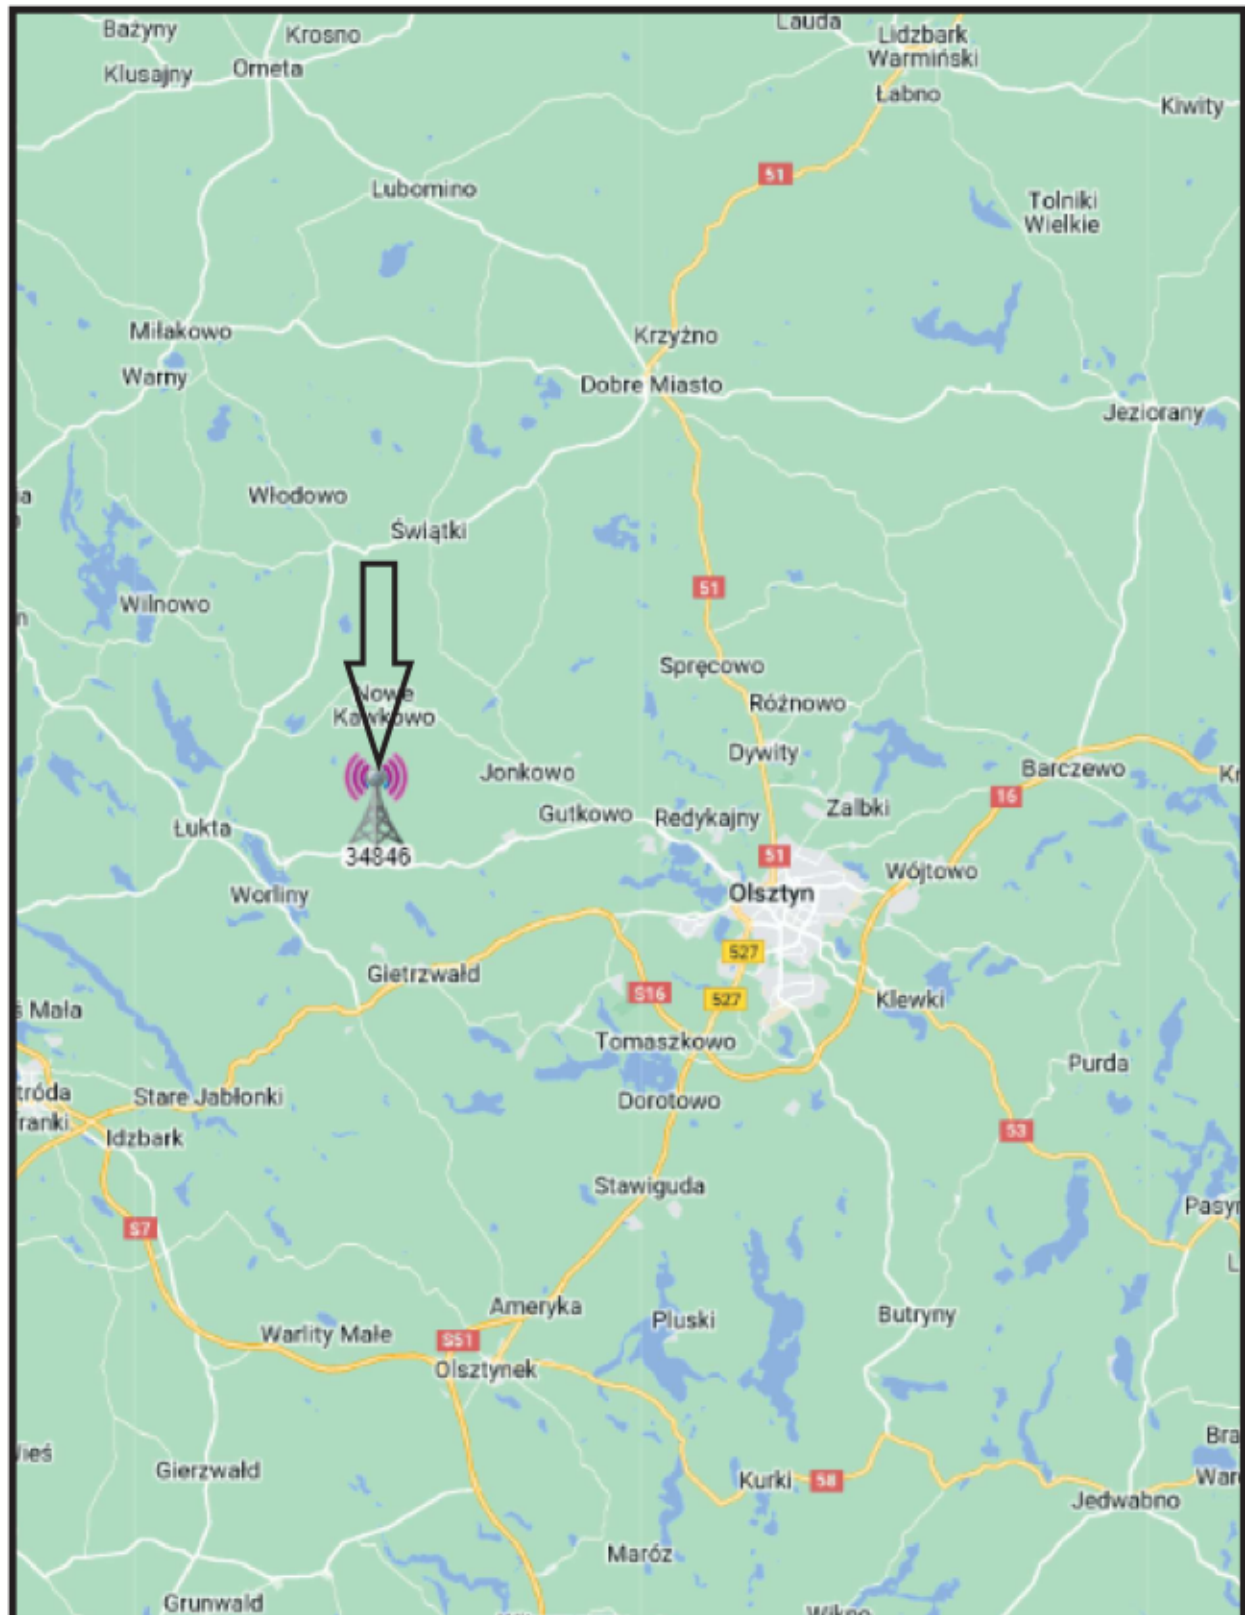 Bażyny
Krosno
Lauda
Lidzbark
Warmiński
Klusajny
Orneta
Łabno
Kiwity
51
Lubomino
Tolniki
Wielkie
Miłakowo
Krzyżno
Warny
Dobre Miasto
Jeziorany
Włodowo
Świątki
51
Wilnowo
Spręcowo
Nowe
Kawkowo
Różnowo
Dywity
Jonkowo
Barczewo
16
Gutkowo
Redykajny
Zalbki
Łukta
34846
51
Wójtowo
Worliny
Olsztyn
527
Gietrzwałd
S16
527
Klewki
Mała
Tomaszkowo
Purda
Stare Jabłonki
Dorotowo
Idzbark
53
Stawiguda
S7
Ameryka
Pluski
Butryny
Warlity Małe
S51
Olsztynek
Gierzwałd
Kurki
58
Jedwabno
Maróz
Grunwald